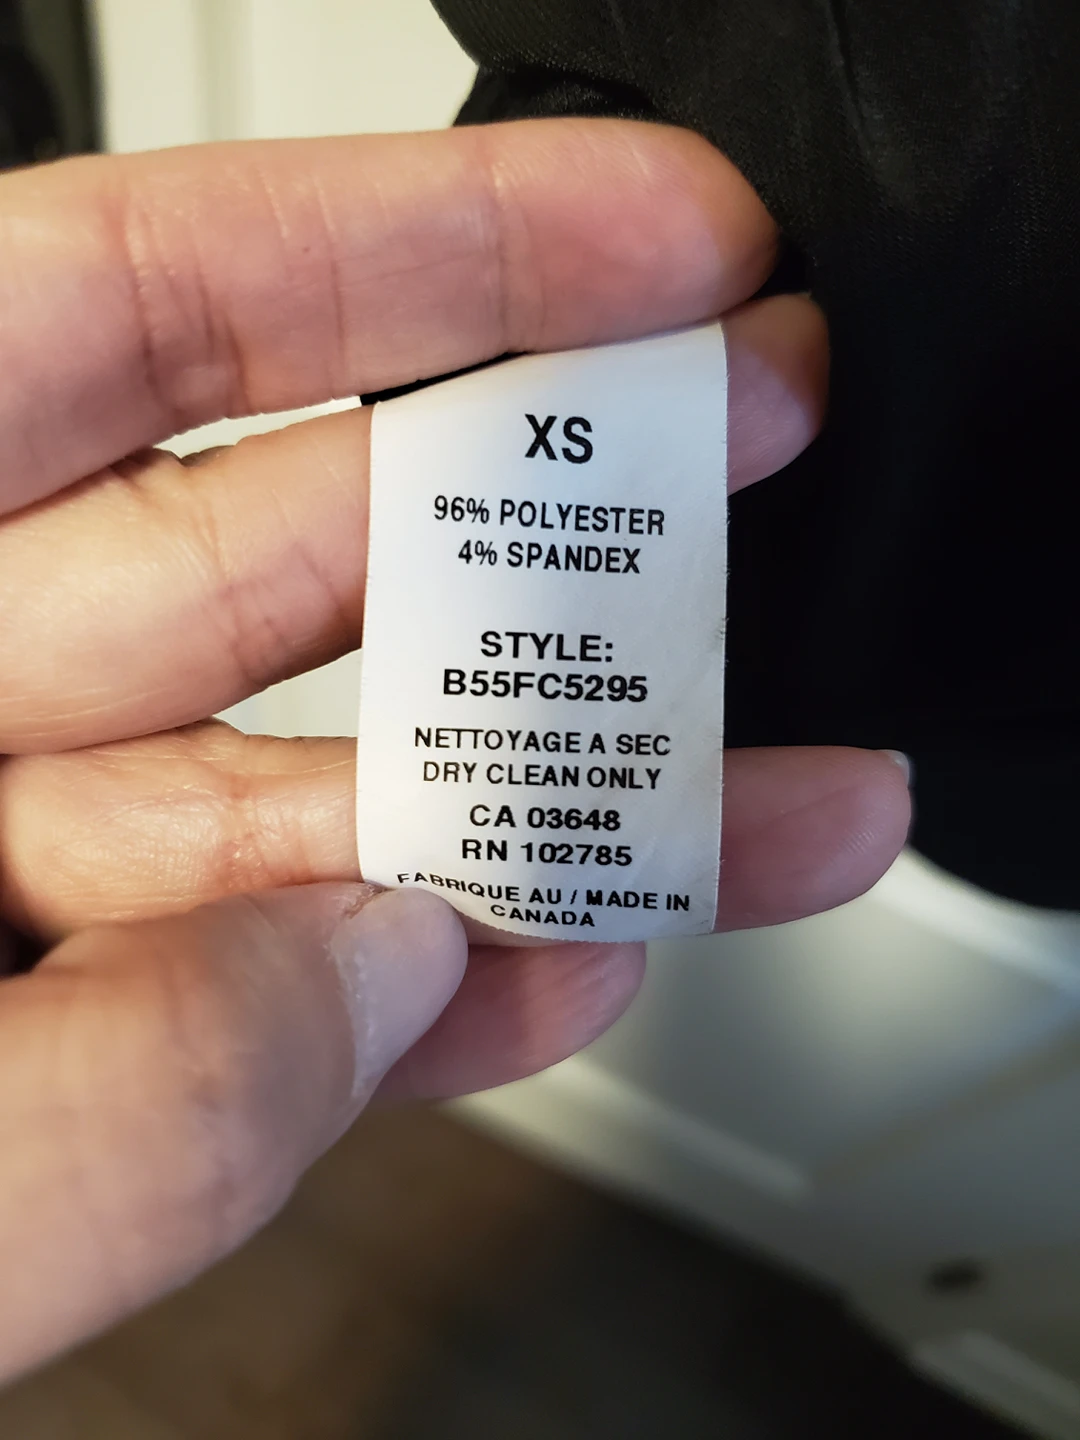 XS
96% POLYESTER
4% SPANDEX
STYLE:
B55FC5295
NETTOYAGE A SEC
DRY CLEAN ONLY
CA 03648
RN 102785
FABRIQUE AU / MADE IN
CANADA